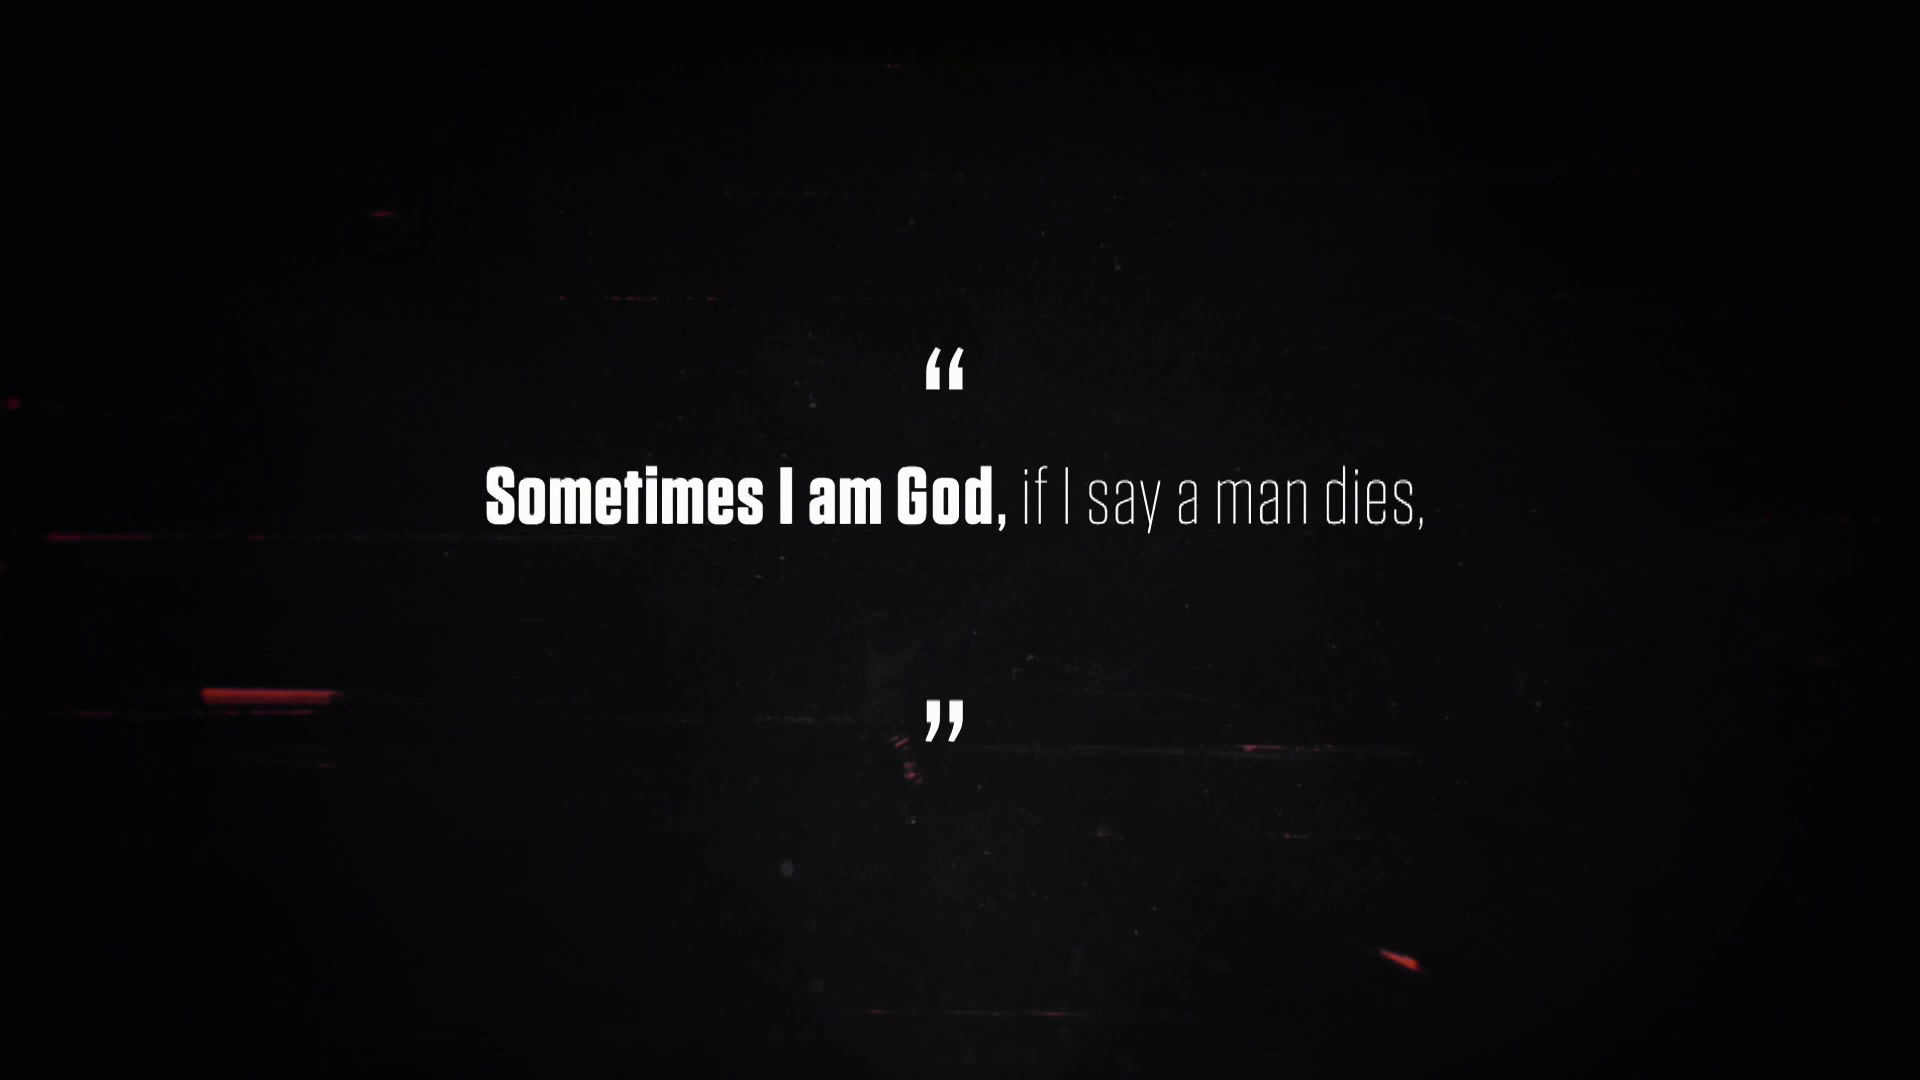 “
Sometimes I am God, if I say a man dies,
”